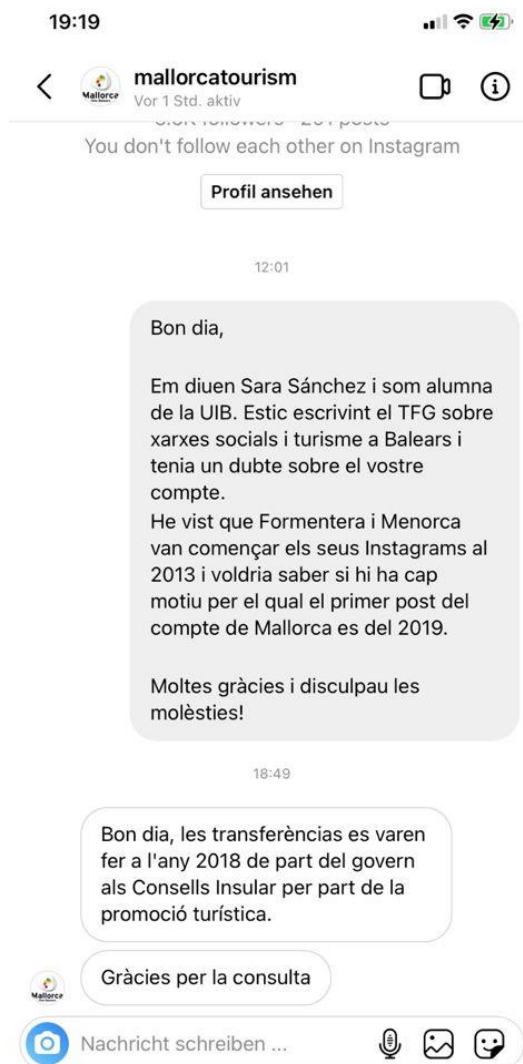 19:19
mallorcatourism
Vor 1 Std. aktiv
You don't follow each other on Instagram
Profil ansehen
12:01
Bon dia,
Em diuen Sara Sánchez i som alumna
de la UIB. Estic escrivint el TFG sobre
xarxes socials i turisme a Balears i
tenia un dubte sobre el vostre
compte.
He vist que Formentera i Menorca
van començar els seus Instagrams al
2013 i voldria saber si hi ha cap
motiu per el qual el primer post del
compte de Mallorca es del 2019.
Moltes gràcies i disculpau les
molèsties!
18:49
Bon dia, les transferències es varen
fer a l'any 2018 de part del govern
als Consells Insular per part de la
promoció turística.
Gràcies per la consulta
Mallorca
Nachricht schreiben ...